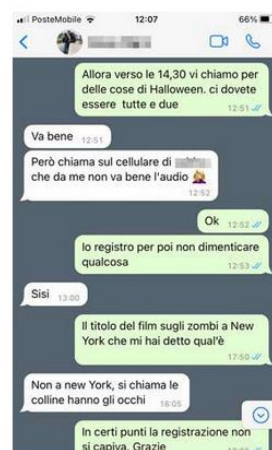 PosteMobile 12:07 66%
Allora verso le 14,30 vi chiamo per
delle cose di Halloween. ci dovete
essere tutte e due
12:51
Va bene 12:51
Però chiama sul cellulare di
che da me non va bene l'audio
12:52
Ok 12:52
Io registro per poi non dimenticare
qualcosa
12:53
Sisi 13:00
Il titolo del film sugli zombi a New
York che mi hai detto qual'è
17:50
Non a new York, si chiama le
colline hanno gli occhi 18:05
In certi punti la registrazione non
si capiva. Grazie